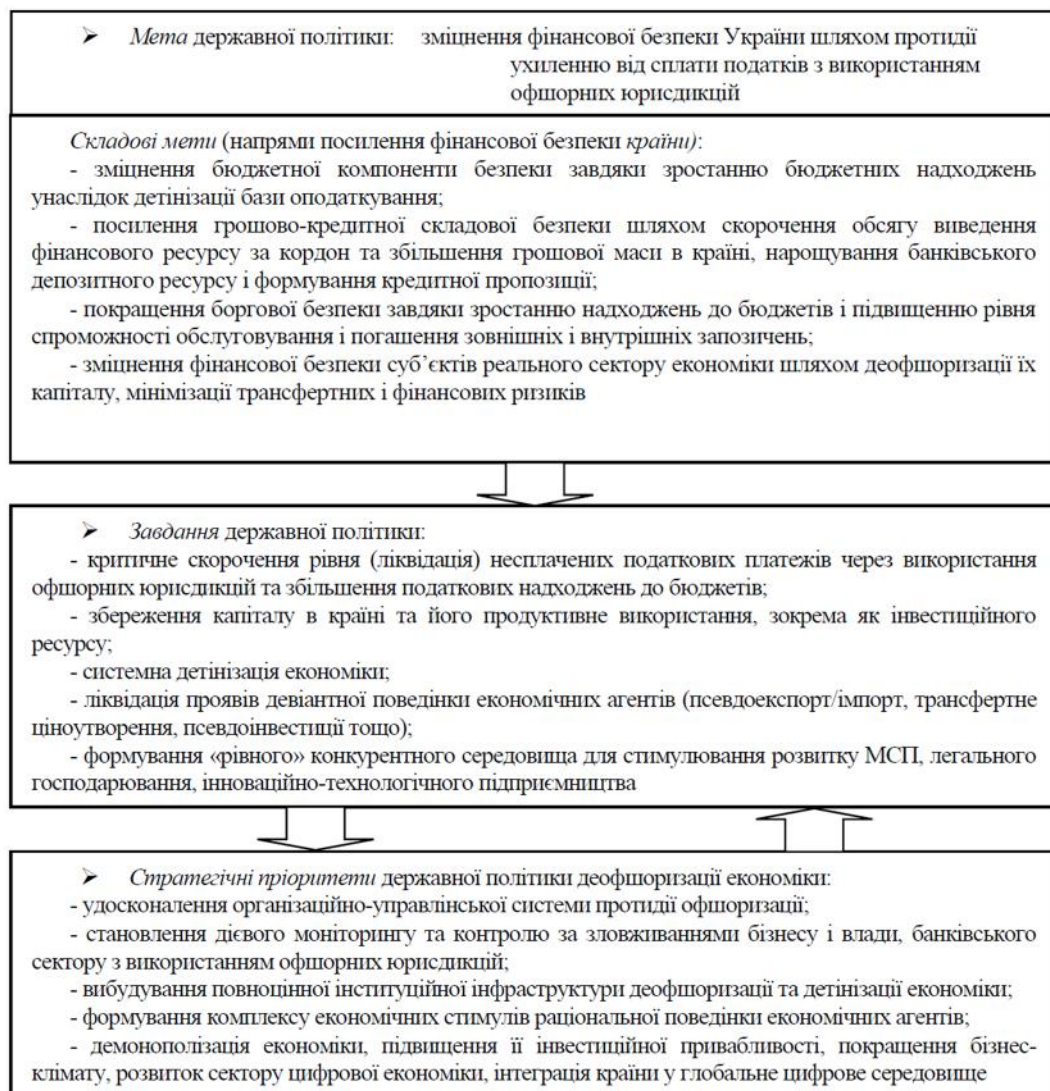 ➢ Мета державної політики: зміцнення фінансової безпеки України шляхом протидії
ухиленню від сплати податків з використанням
офшорних юрисдикцій
Складові мети (напрями посилення фінансової безпеки країни):
- зміцнення бюджетної компоненти безпеки завдяки зростанню бюджетних надходжень
унаслідок детінізації бази оподаткування;
- посилення грошово-кредитної складової безпеки шляхом скорочення обсягу виведення
фінансового ресурсу за кордон та збільшення грошової маси в країні, нарощування банківського
депозитного ресурсу і формування кредитної пропозиції;
- покращення боргової безпеки завдяки зростанню надходжень до бюджетів і підвищенню рівня
спроможності обслуговування і погашення зовнішніх і внутрішніх запозичень;
- зміцнення фінансової безпеки суб’єктів реального сектору економіки шляхом деофшоризації їх
капіталу, мінімізації трансфертних і фінансових ризиків
➢ Завдання державної політики:
- критичне скорочення рівня (ліквідація) несплачених податкових платежів через використання
офшорних юрисдикцій та збільшення податкових надходжень до бюджетів;
- збереження капіталу в країні та його продуктивне використання, зокрема як інвестиційного
ресурсу;
- системна детінізація економіки;
- ліквідація проявів девіантної поведінки економічних агентів (псевдоекспорт/імпорт, трансфертне
ціноутворення, псевдоінвестиції тощо);
- формування «рівного» конкурентного середовища для стимулювання розвитку МСП, легального
господарювання, інноваційно-технологічного підприємництва
➢ Стратегічні пріоритети державної політики деофшоризації економіки:
- удосконалення організаційно-управлінської системи протидії офшоризації;
- становлення дієвого моніторингу та контролю за зловживаннями бізнесу і влади, банківського
сектору з використанням офшорних юрисдикцій;
- вибудування повноцінної інституційної інфраструктури деофшоризації та детінізації економіки;
- формування комплексу економічних стимулів раціональної поведінки економічних агентів;
- демонополізація економіки, підвищення її інвестиційної привабливості, покращення бізнес-
клімату, розвиток сектору цифрової економіки, інтеграція країни у глобальне цифрове середовище